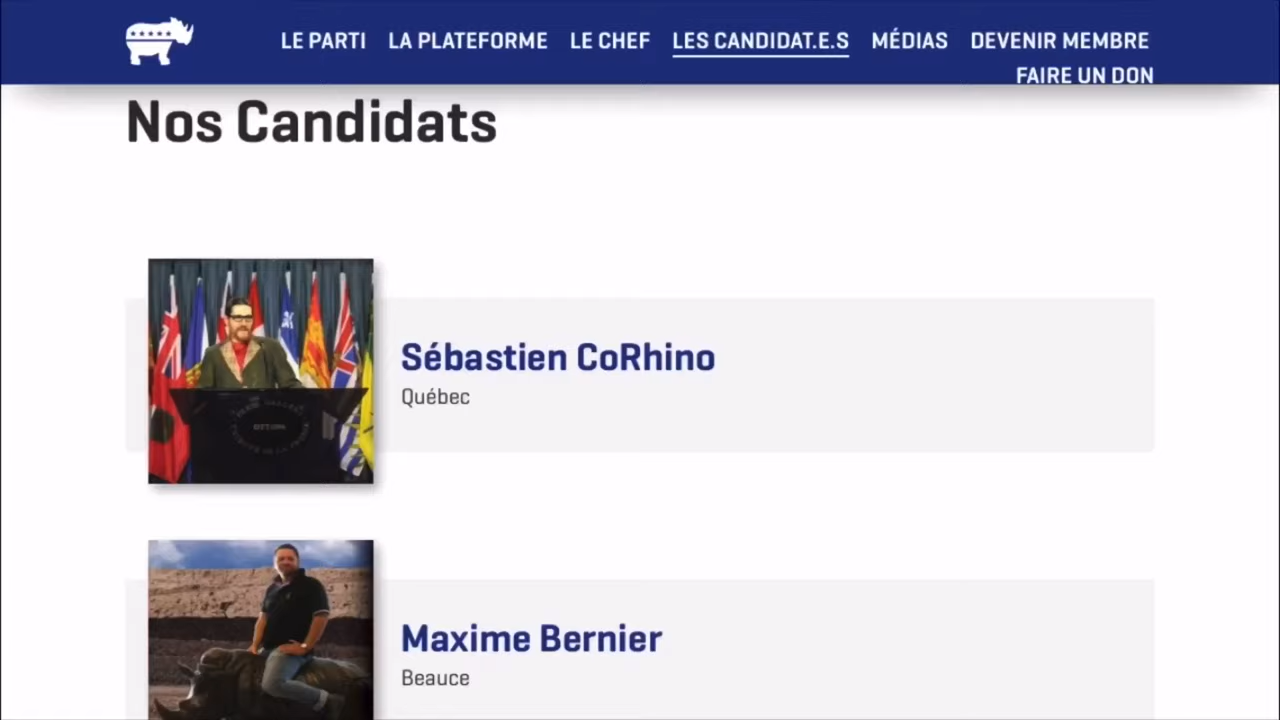 LE PARTI LA PLATEFORME LE CHEF LES CANDIDAT.E.S MÉDIAS DEVENIR MEMBRE
FAIRE UN DON
Nos Candidats
Sébastien CoRhino
Québec
Maxime Bernier
Beauce